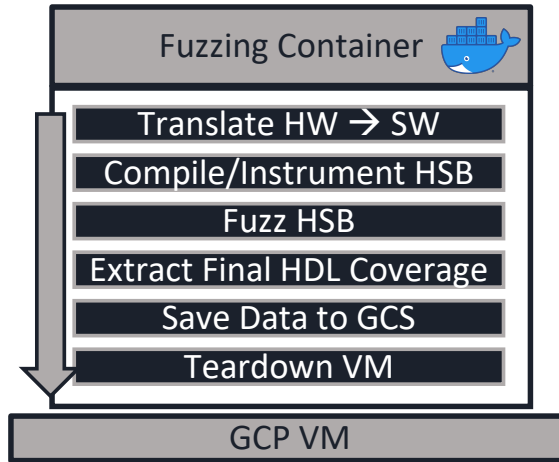 Fuzzing Container
Translate HW → SW
Compile/Instrument HSB
Fuzz HSB
Extract Final HDL Coverage
Save Data to GCS
Teardown VM
GCP VM